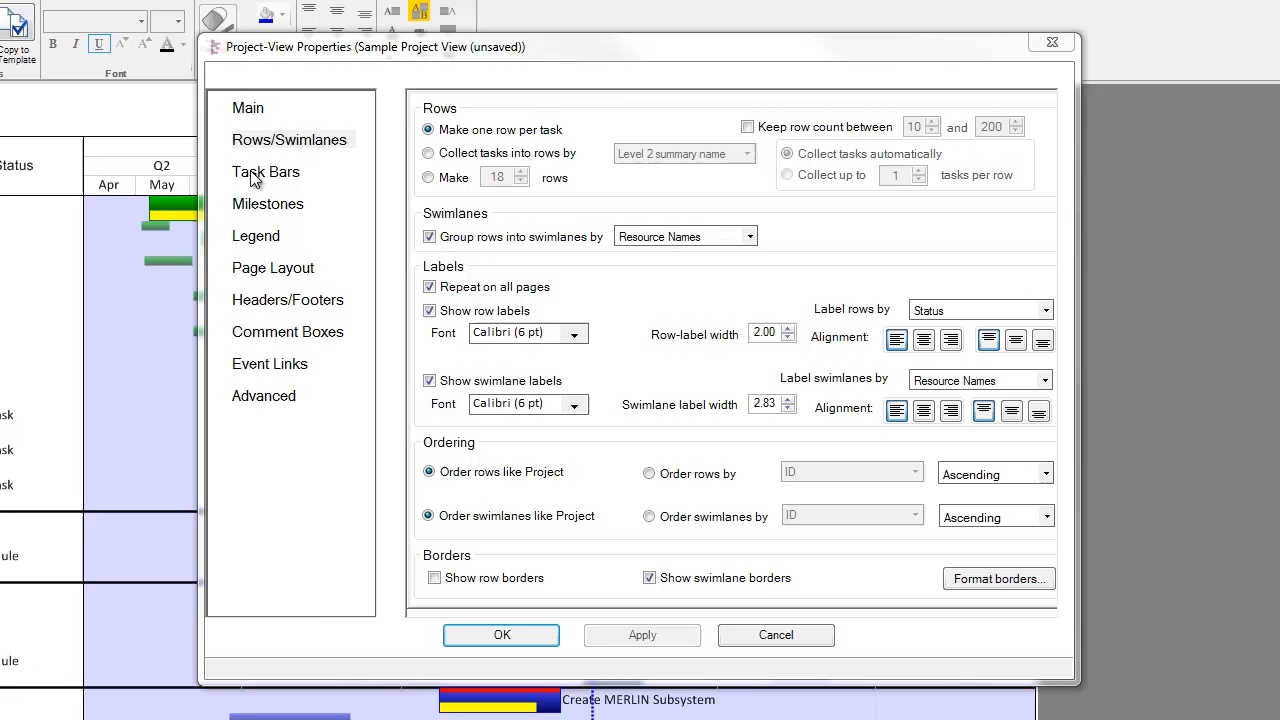 Copy to
Template
B I U A
Font
Project-View Properties (Sample Project View (unsaved))
Status
Q2
Apr May
ask
ask
ask
ule
ule
Main
Rows/Swimlanes
Task Bars
Milestones
Legend
Page Layout
Headers/Footers
Comment Boxes
Event Links
Advanced
Rows
Make one row per task
Keep row count between 10 and 200
Collect tasks into rows by Level 2 summary name
Collect tasks automatically
Make 18 rows
Collect up to 1 tasks per row
Swimlanes
Group rows into swimlanes by Resource Names
Labels
Repeat on all pages
Show row labels
Label rows by Status
Font Calibri (6 pt)
Row-label width 2.00 Alignment:
Show swimlane labels
Label swimlanes by Resource Names
Font Calibri (6 pt)
Swimlane label width 2.83 Alignment:
Ordering
Order rows like Project Order rows by ID Ascending
Order swimlanes like Project Order swimlanes by ID Ascending
Borders
Show row borders Show swimlane borders Format borders...
OK Apply Cancel
Create MERLIN Subsystem